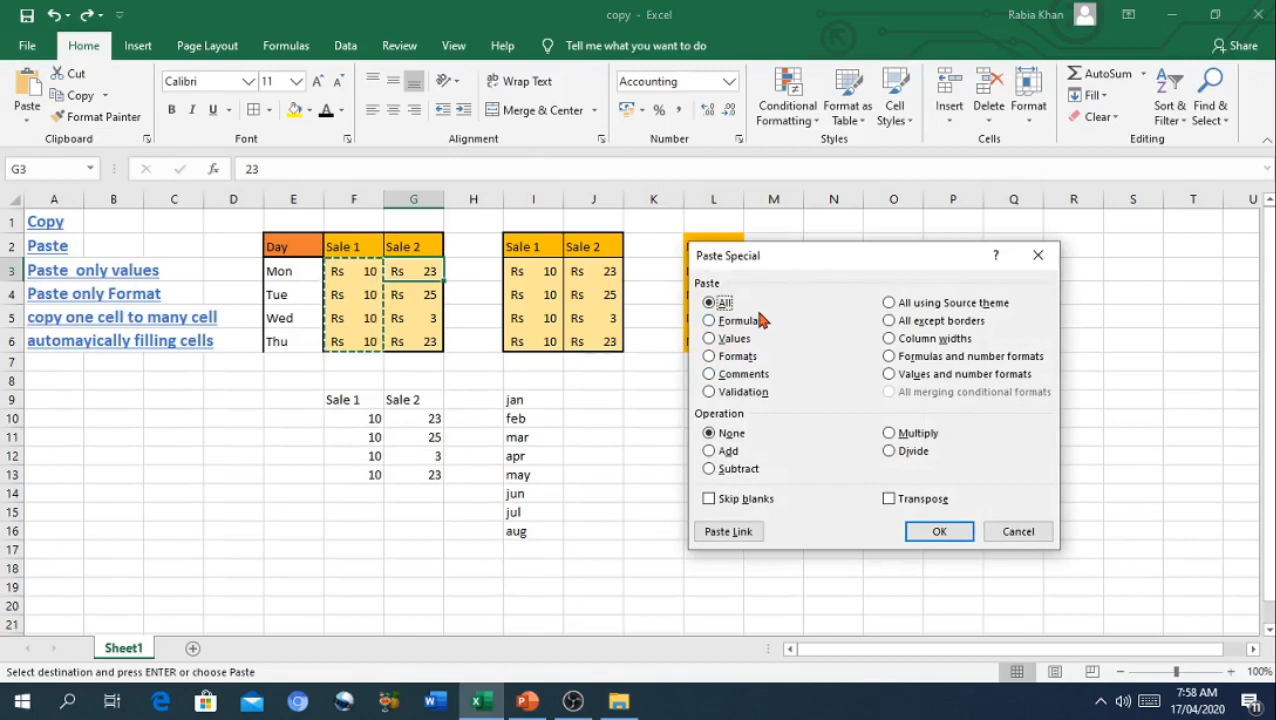 copy - Excel
Rabia Khan
File Home Insert Page Layout Formulas Data Review View Help Tell me what you want to do Share
Paste
Cut
Copy
Format Painter
Clipboard
Calibri 11
B I U
Font
Wrap Text
Merge & Center
Alignment
Accounting
Number
Conditional Formatting
Format as Table
Cell Styles
Styles
Insert Delete Format
Cells
AutoSum
Fill
Clear
Sort & Filter
Find & Select
Editing
G3 fx 23
A B C D E F G H I J K L M N O P Q R S T U
1 Copy
2 Paste Day Sale 1 Sale 2 Sale 1 Sale 2
3 Paste only values Mon Rs 10 Rs 23 Rs 10 Rs 23
4 Paste only Format Tue Rs 10 Rs 25 Rs 10 Rs 25
5 copy one cell to many cell Wed Rs 10 Rs 3 Rs 10 Rs 3
6 automayically filling cells Thu Rs 10 Rs 23 Rs 10 Rs 23
7
8
9 Sale 1 Sale 2 jan
10 10 23 feb
11 10 25 mar
12 10 3 apr
13 10 23 may
14 jun
15 jul
16 aug
17
18
19
20
21
Paste Special ?
Paste
All All using Source theme
Formulas All except borders
Values Column widths
Formats Formulas and number formats
Comments Values and number formats
Validation All merging conditional formats
Operation
None Multiply
Add Divide
Subtract
Skip blanks Transpose
Paste Link OK Cancel
Sheet1
Select destination and press ENTER or choose Paste
100%
7:58 AM
17/04/2020
11